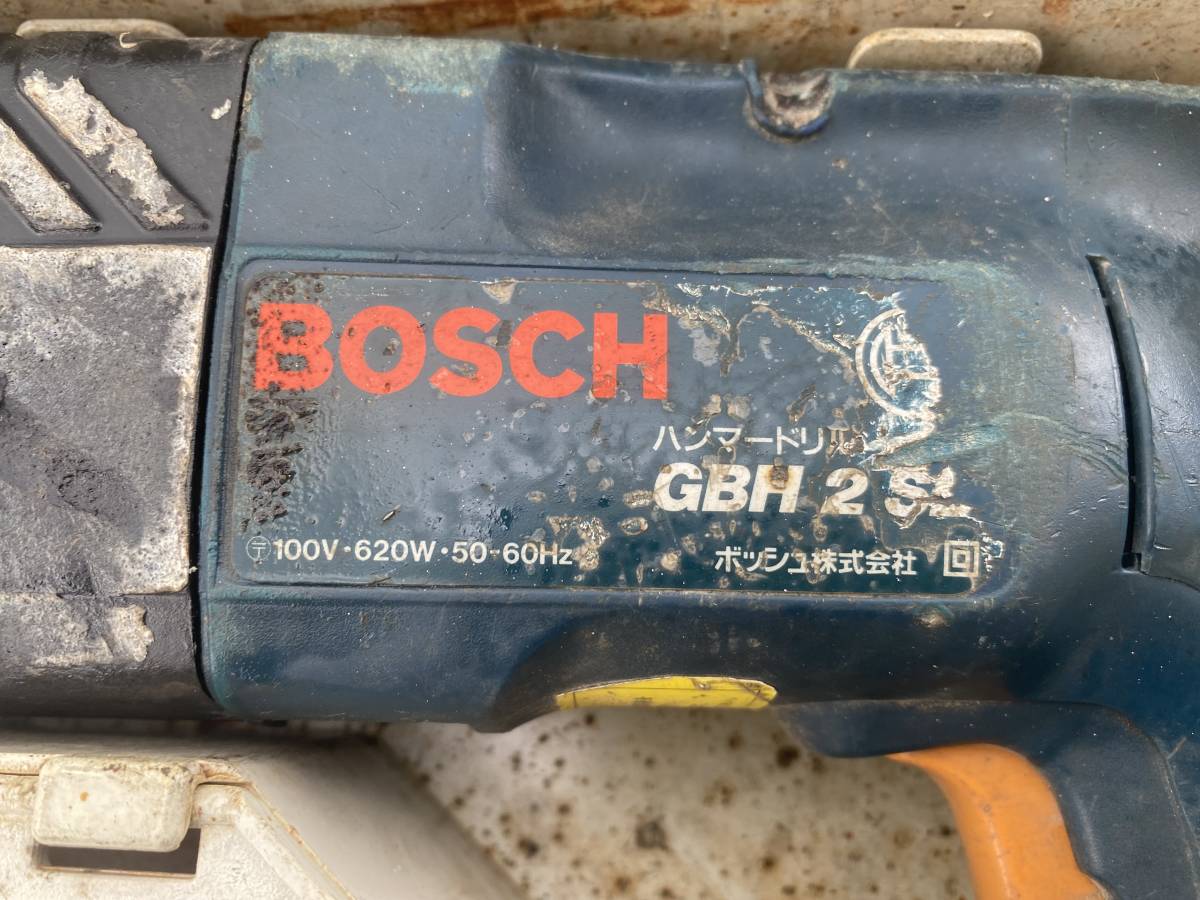 BOSCH
ハンマードリル
GBH 2
〒 100V・620W・50-60Hz
ボッシュ株式会社